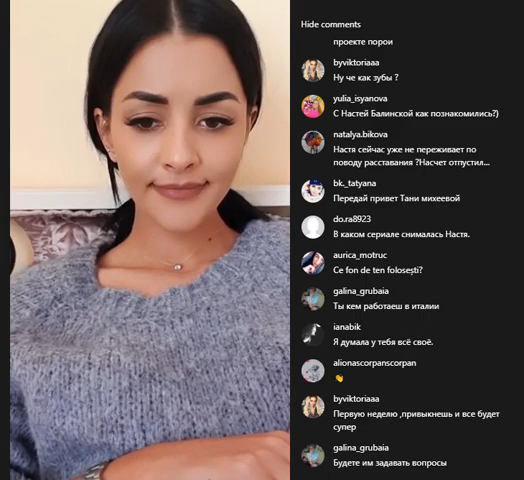 Hide comments
проекте порои
byviktoriaaa
Ну че как зубы ?
yulia_isyanova
С Настей Балинской как познакомились?)
natalya.bikova
Настя сейчас уже не переживает по
поводу расставания ?Насчет отпустил...
bk._tatyana
Передай привет Тани михеевой
do.ra8923
В каком сериале снималась Настя.
aurica_motruc
Ce fon de ten folosești?
galina_grubaia
Ты кем работаеш в италии
ianabik
Я думала у тебя всё своё.
alionascorpanscorpan
👏
byviktoriaaa
Первую неделю ,привыкнешь и все будет
супер
galina_grubaia
Будете им задавать вопросы